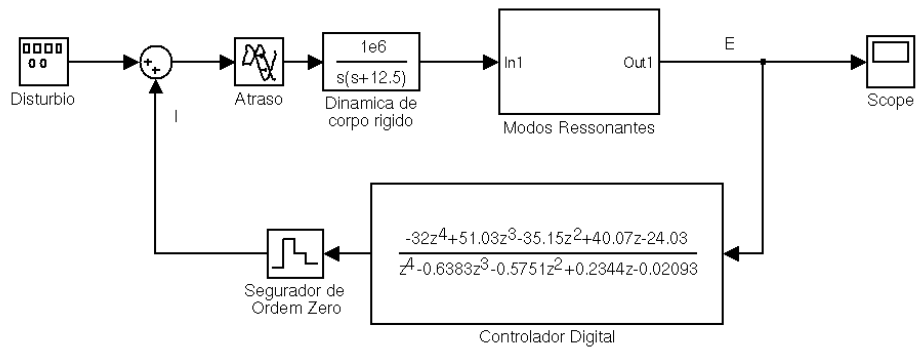 Disturbio
+
+
Atraso
1e6
s(s+12.5)
Dinamica de
corpo rigido
In1
Out1
Modos Ressonantes
E
Scope
I
-32z4+51.03z3-35.15z2+40.07z-24.03
z4-0.6383z3-0.5751z2+0.2344z-0.02093
Controlador Digital
Segurador de
Ordem Zero